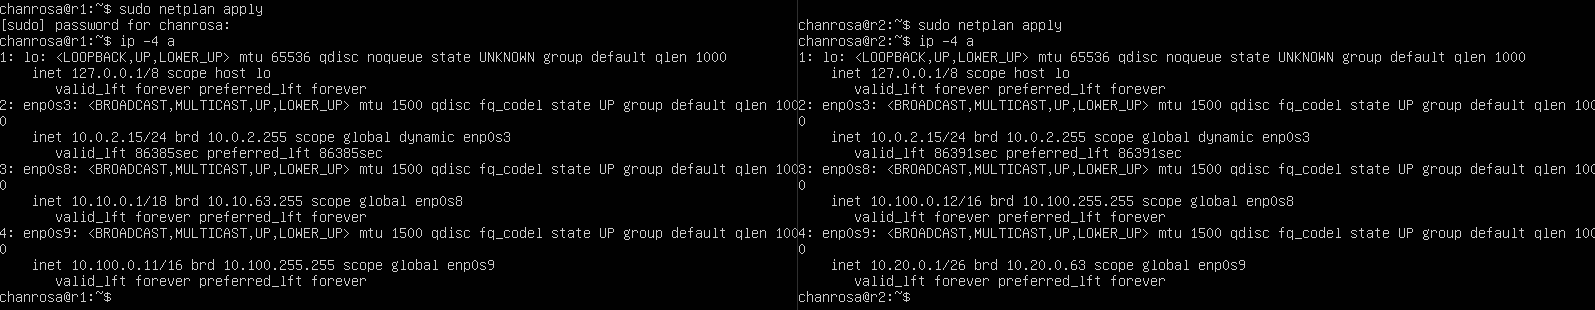 chanrosa@r1:~$ sudo netplan apply
[sudo] password for chanrosa:
chanrosa@r1:~$ ip -4 a
1: lo: <LOOPBACK,UP,LOWER_UP> mtu 65536 qdisc noqueue state UNKNOWN group default qlen 1000
    inet 127.0.0.1/8 scope host lo
       valid_lft forever preferred_lft forever
2: enp0s3: <BROADCAST,MULTICAST,UP,LOWER_UP> mtu 1500 qdisc fq_codel state UP group default qlen 100
0
    inet 10.0.2.15/24 brd 10.0.2.255 scope global dynamic enp0s3
       valid_lft 86385sec preferred_lft 86385sec
3: enp0s8: <BROADCAST,MULTICAST,UP,LOWER_UP> mtu 1500 qdisc fq_codel state UP group default qlen 100
0
    inet 10.10.0.1/18 brd 10.10.63.255 scope global enp0s8
       valid_lft forever preferred_lft forever
4: enp0s9: <BROADCAST,MULTICAST,UP,LOWER_UP> mtu 1500 qdisc fq_codel state UP group default qlen 100
0
    inet 10.100.0.11/16 brd 10.100.255.255 scope global enp0s9
       valid_lft forever preferred_lft forever
chanrosa@r1:~$
chanrosa@r2:~$ sudo netplan apply
chanrosa@r2:~$ ip -4 a
1: lo: <LOOPBACK,UP,LOWER_UP> mtu 65536 qdisc noqueue state UNKNOWN group default qlen 1000
    inet 127.0.0.1/8 scope host lo
       valid_lft forever preferred_lft forever
2: enp0s3: <BROADCAST,MULTICAST,UP,LOWER_UP> mtu 1500 qdisc fq_codel state UP group default qlen 100
0
    inet 10.0.2.15/24 brd 10.0.2.255 scope global dynamic enp0s3
       valid_lft 86391sec preferred_lft 86391sec
3: enp0s8: <BROADCAST,MULTICAST,UP,LOWER_UP> mtu 1500 qdisc fq_codel state UP group default qlen 100
0
    inet 10.100.0.12/16 brd 10.100.255.255 scope global enp0s8
       valid_lft forever preferred_lft forever
4: enp0s9: <BROADCAST,MULTICAST,UP,LOWER_UP> mtu 1500 qdisc fq_codel state UP group default qlen 100
0
    inet 10.20.0.1/26 brd 10.20.0.63 scope global enp0s9
       valid_lft forever preferred_lft forever
chanrosa@r2:~$